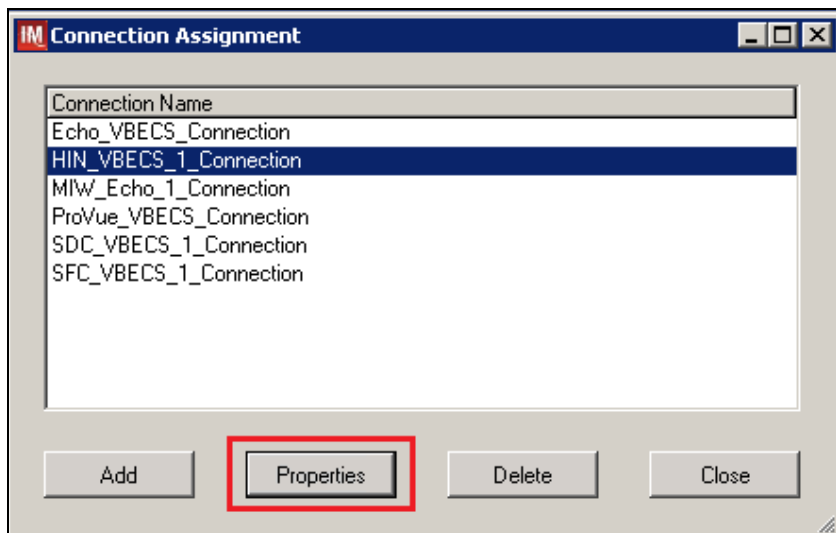 IM Connection Assignment
Connection Name
Echo_VBECS_Connection
HIN_VBECS_1_Connection
MIW_Echo_1_Connection
ProVue_VBECS_Connection
SDC_VBECS_1_Connection
SFC_VBECS_1_Connection
Add Properties Delete Close